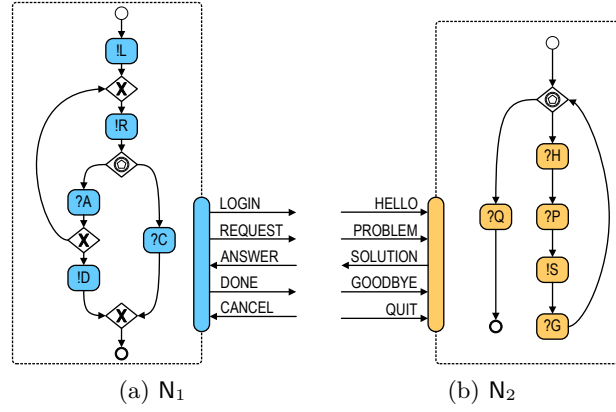 !L
X
!R
?A
?C
X
!D
X
LOGIN
REQUEST
ANSWER
DONE
CANCEL
HELLO
PROBLEM
SOLUTION
GOODBYE
QUIT
?H
?Q
?P
!S
?G
(a) N1
(b) N2